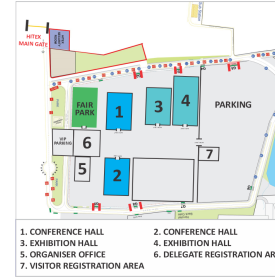 HITEX
MAIN GATE
FAIR
PARK
1
3
4
PARKING
VIP
PARKING
6
5
2
7
1. CONFERENCE HALL
2. CONFERENCE HALL
3. EXHIBITION HALL
4. EXHIBITION HALL
5. ORGANISER OFFICE
6. DELEGATE REGISTRATION AR
7. VISITOR REGISTRATION AREA